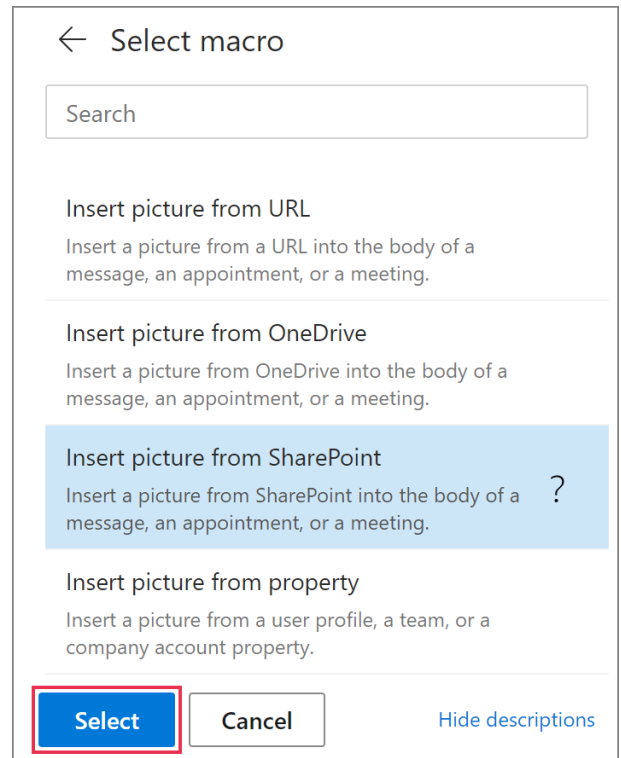 Select macro
Search
Insert picture from URL
Insert a picture from a URL into the body of a
message, an appointment, or a meeting.
Insert picture from OneDrive
Insert a picture from OneDrive into the body of a
message, an appointment, or a meeting.
Insert picture from SharePoint
Insert a picture from SharePoint into the body of a
message, an appointment, or a meeting.
?
Insert picture from property
Insert a picture from a user profile, a team, or a
company account property.
Select Cancel Hide descriptions